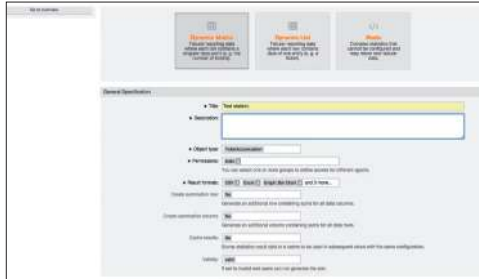 Go to overview
Dynamic Matrix
Tabular reporting data
where each cell contains a
singular data point (e. g. the
number of tickets).
Dynamic List
Tabular reporting data
where each row contains
data of one entity (e. g. a
ticket).
Static
Complex statistics that
cannot be configured and
may return non-tabular
data.
General Specification
Title:
Description:
Object type: TicketAccumulation
Permissions: stats
You can select one or more groups to define access for different agents.
Result formats: CSV Excel Graph: Bar Chart and 3 more...
Create summation row: No
Generate an additional row containing sums for all data columns.
Create summation column: No
Generate an additional column containing sums for all data rows.
Cache results: No
Stores statistics result data in a cache to be used in subsequent views with the same configuration.
Validity: valid
If set to invalid end users can not generate the stat.